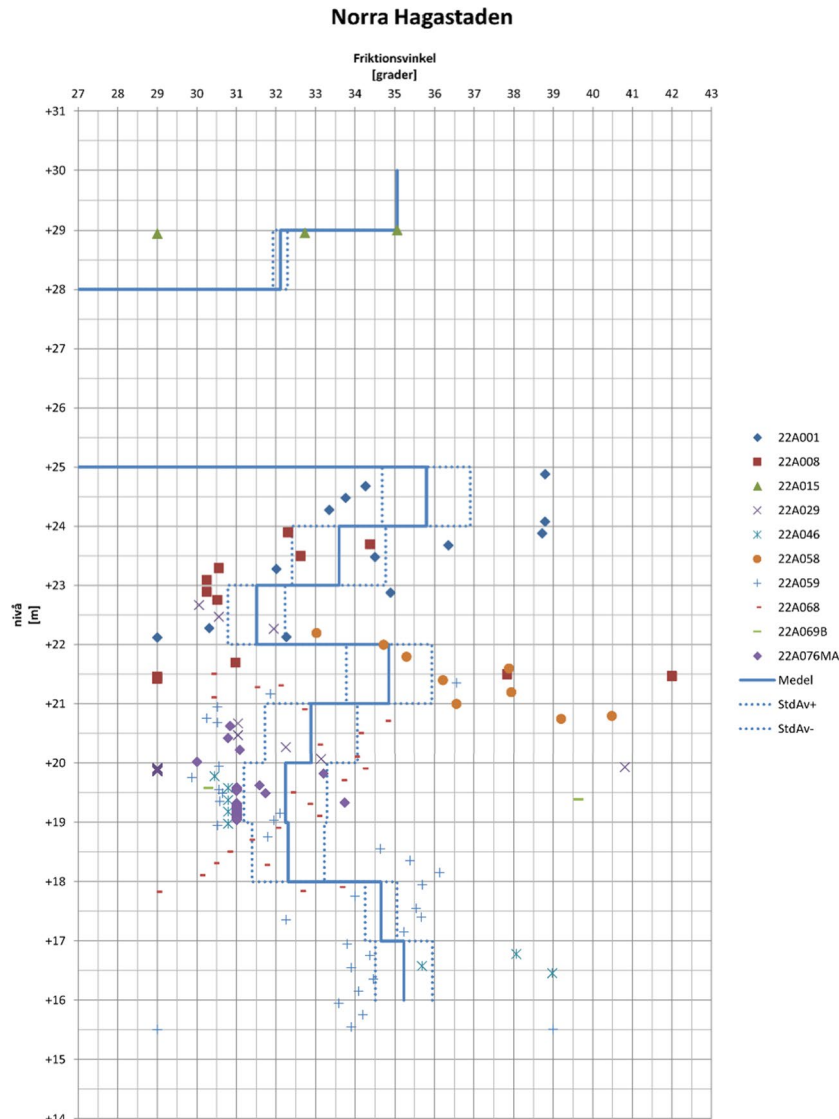 Norra Hagastaden
Friktionsvinkel
[grader]
27 28 29 30 31 32 33 34 35 36 37 38 39 40 41 42 43
+31
+30
+29
+28
+27
+26
+25
+24
+23
+22
+21
+20
+19
+18
+17
+16
+15
+14
nivå
[m]
22A001
22A008
22A015
22A029
22A046
22A058
22A059
22A068
22A069B
22A076MA
Medel
StdAv+
StdAv-